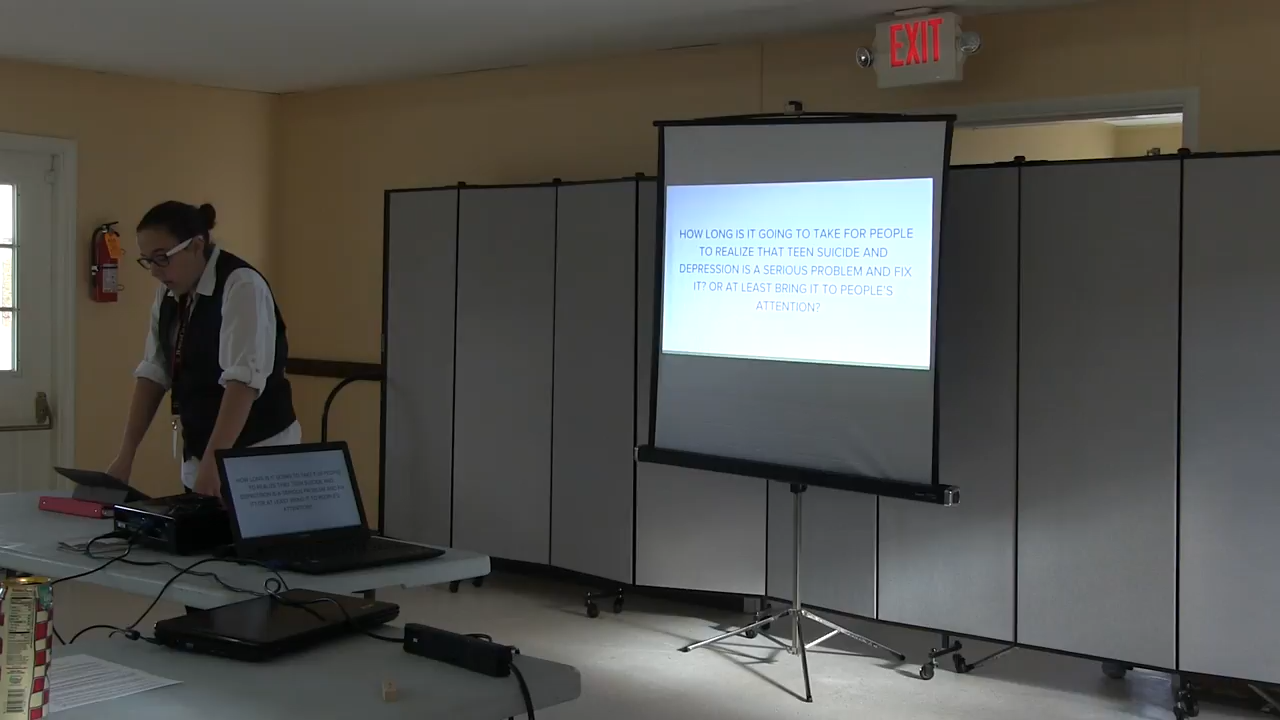 EXIT
HOW LONG IS IT GOING TO TAKE FOR PEOPLE
TO REALIZE THAT TEEN SUICIDE AND
DEPRESSION IS A SERIOUS PROBLEM AND FIX
IT? OR AT LEAST BRING IT TO PEOPLE'S
ATTENTION?